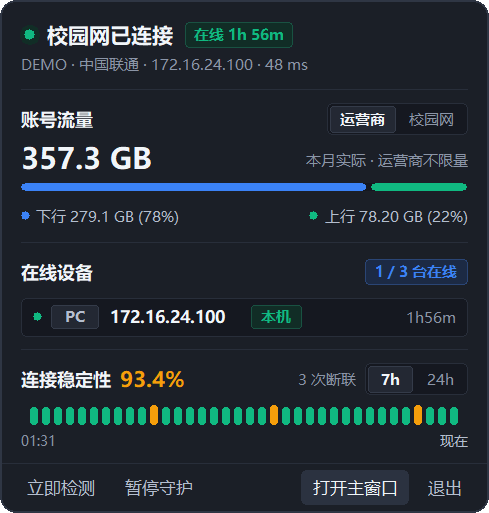 校园网已连接 在线 1h 56m
DEMO · 中国联通 · 172.16.24.100 · 48 ms
账号流量 运营商 校园网
357.3 GB 本月实际 · 运营商不限量
下行 279.1 GB (78%) 上行 78.20 GB (22%)
在线设备 1 / 3 台在线
PC 172.16.24.100 本机 1h56m
连接稳定性 93.4% 3 次断联 7h 24h
01:31 现在
立即检测 暂停守护 打开主窗口 退出